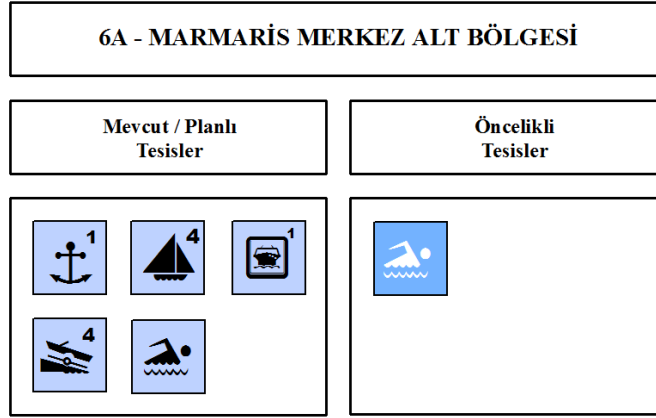 6A - MARMARİS MERKEZ ALT BÖLGESİ
Mevcut / Planlı
Tesisler
Öncelikli
Tesisler
1
4
1
4